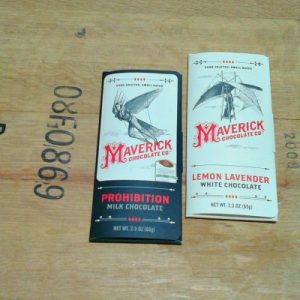 08F0869
HAND CRAFTED, SMALL BATCH
MAVERICK
CHOCOLATE CO
PROHIBITION
MILK CHOCOLATE
NET WT. 2.3 OZ (65g)
HAND CRAFTED, SMALL BATCH
MAVERICK
CHOCOLATE CO
LEMON LAVENDER
WHITE CHOCOLATE
NET WT. 2.3 OZ (65g)